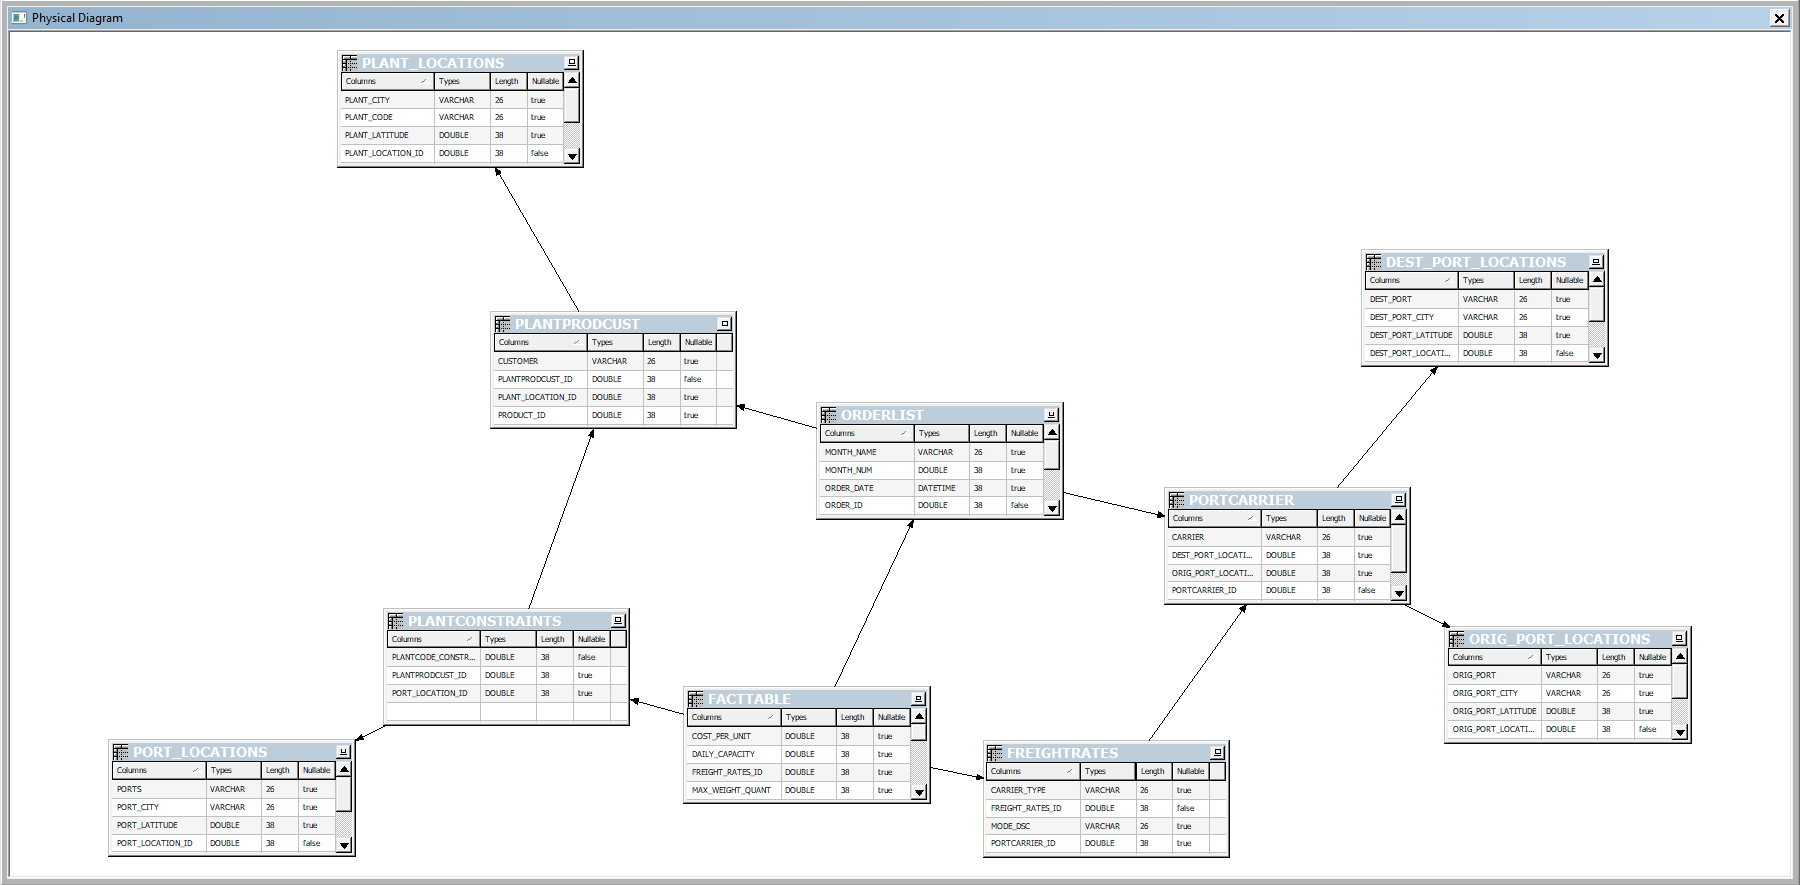 Physical Diagram
PLANT_LOCATIONS
Columns Types Length Nullable
PLANT_CITY VARCHAR 26 true
PLANT_CODE VARCHAR 26 true
PLANT_LATITUDE DOUBLE 38 true
PLANT_LOCATION_ID DOUBLE 38 false
DEST_PORT_LOCATIONS
Columns Types Length Nullable
DEST_PORT VARCHAR 26 true
DEST_PORT_CITY VARCHAR 26 true
DEST_PORT_LATITUDE DOUBLE 38 true
DEST_PORT_LOCATI... DOUBLE 38 false
PLANTPRODCUST
Columns Types Length Nullable
CUSTOMER VARCHAR 26 true
PLANTPRODCUST_ID DOUBLE 38 false
PLANT_LOCATION_ID DOUBLE 38 true
PRODUCT_ID DOUBLE 38 true
ORDERLIST
Columns Types Length Nullable
MONTH_NAME VARCHAR 26 true
MONTH_NUM DOUBLE 38 true
ORDER_DATE DATETIME 38 true
ORDER_ID DOUBLE 38 false
PORTCARRIER
Columns Types Length Nullable
CARRIER VARCHAR 26 true
DEST_PORT_LOCATI... DOUBLE 38 true
ORIG_PORT_LOCATI... DOUBLE 38 true
PORTCARRIER_ID DOUBLE 38 false
PLANTCONSTRAINTS
Columns Types Length Nullable
PLANTCODE_CONSTR... DOUBLE 38 false
PLANTPRODCUST_ID DOUBLE 38 true
PORT_LOCATION_ID DOUBLE 38 true
ORIG_PORT_LOCATIONS
Columns Types Length Nullable
ORIG_PORT VARCHAR 26 true
ORIG_PORT_CITY VARCHAR 26 true
ORIG_PORT_LATITUDE DOUBLE 38 true
ORIG_PORT_LOCATI... DOUBLE 38 false
FACTTABLE
Columns Types Length Nullable
COST_PER_UNIT DOUBLE 38 true
DAILY_CAPACITY DOUBLE 38 true
FREIGHT_RATES_ID DOUBLE 38 true
MAX_WEIGHT_QUANT DOUBLE 38 true
PORT_LOCATIONS
Columns Types Length Nullable
PORTS VARCHAR 26 true
PORT_CITY VARCHAR 26 true
PORT_LATITUDE DOUBLE 38 true
PORT_LOCATION_ID DOUBLE 38 false
FREIGHTRATES
Columns Types Length Nullable
CARRIER_TYPE VARCHAR 26 true
FREIGHT_RATES_ID DOUBLE 38 false
MODE_DSC VARCHAR 26 true
PORTCARRIER_ID DOUBLE 38 true